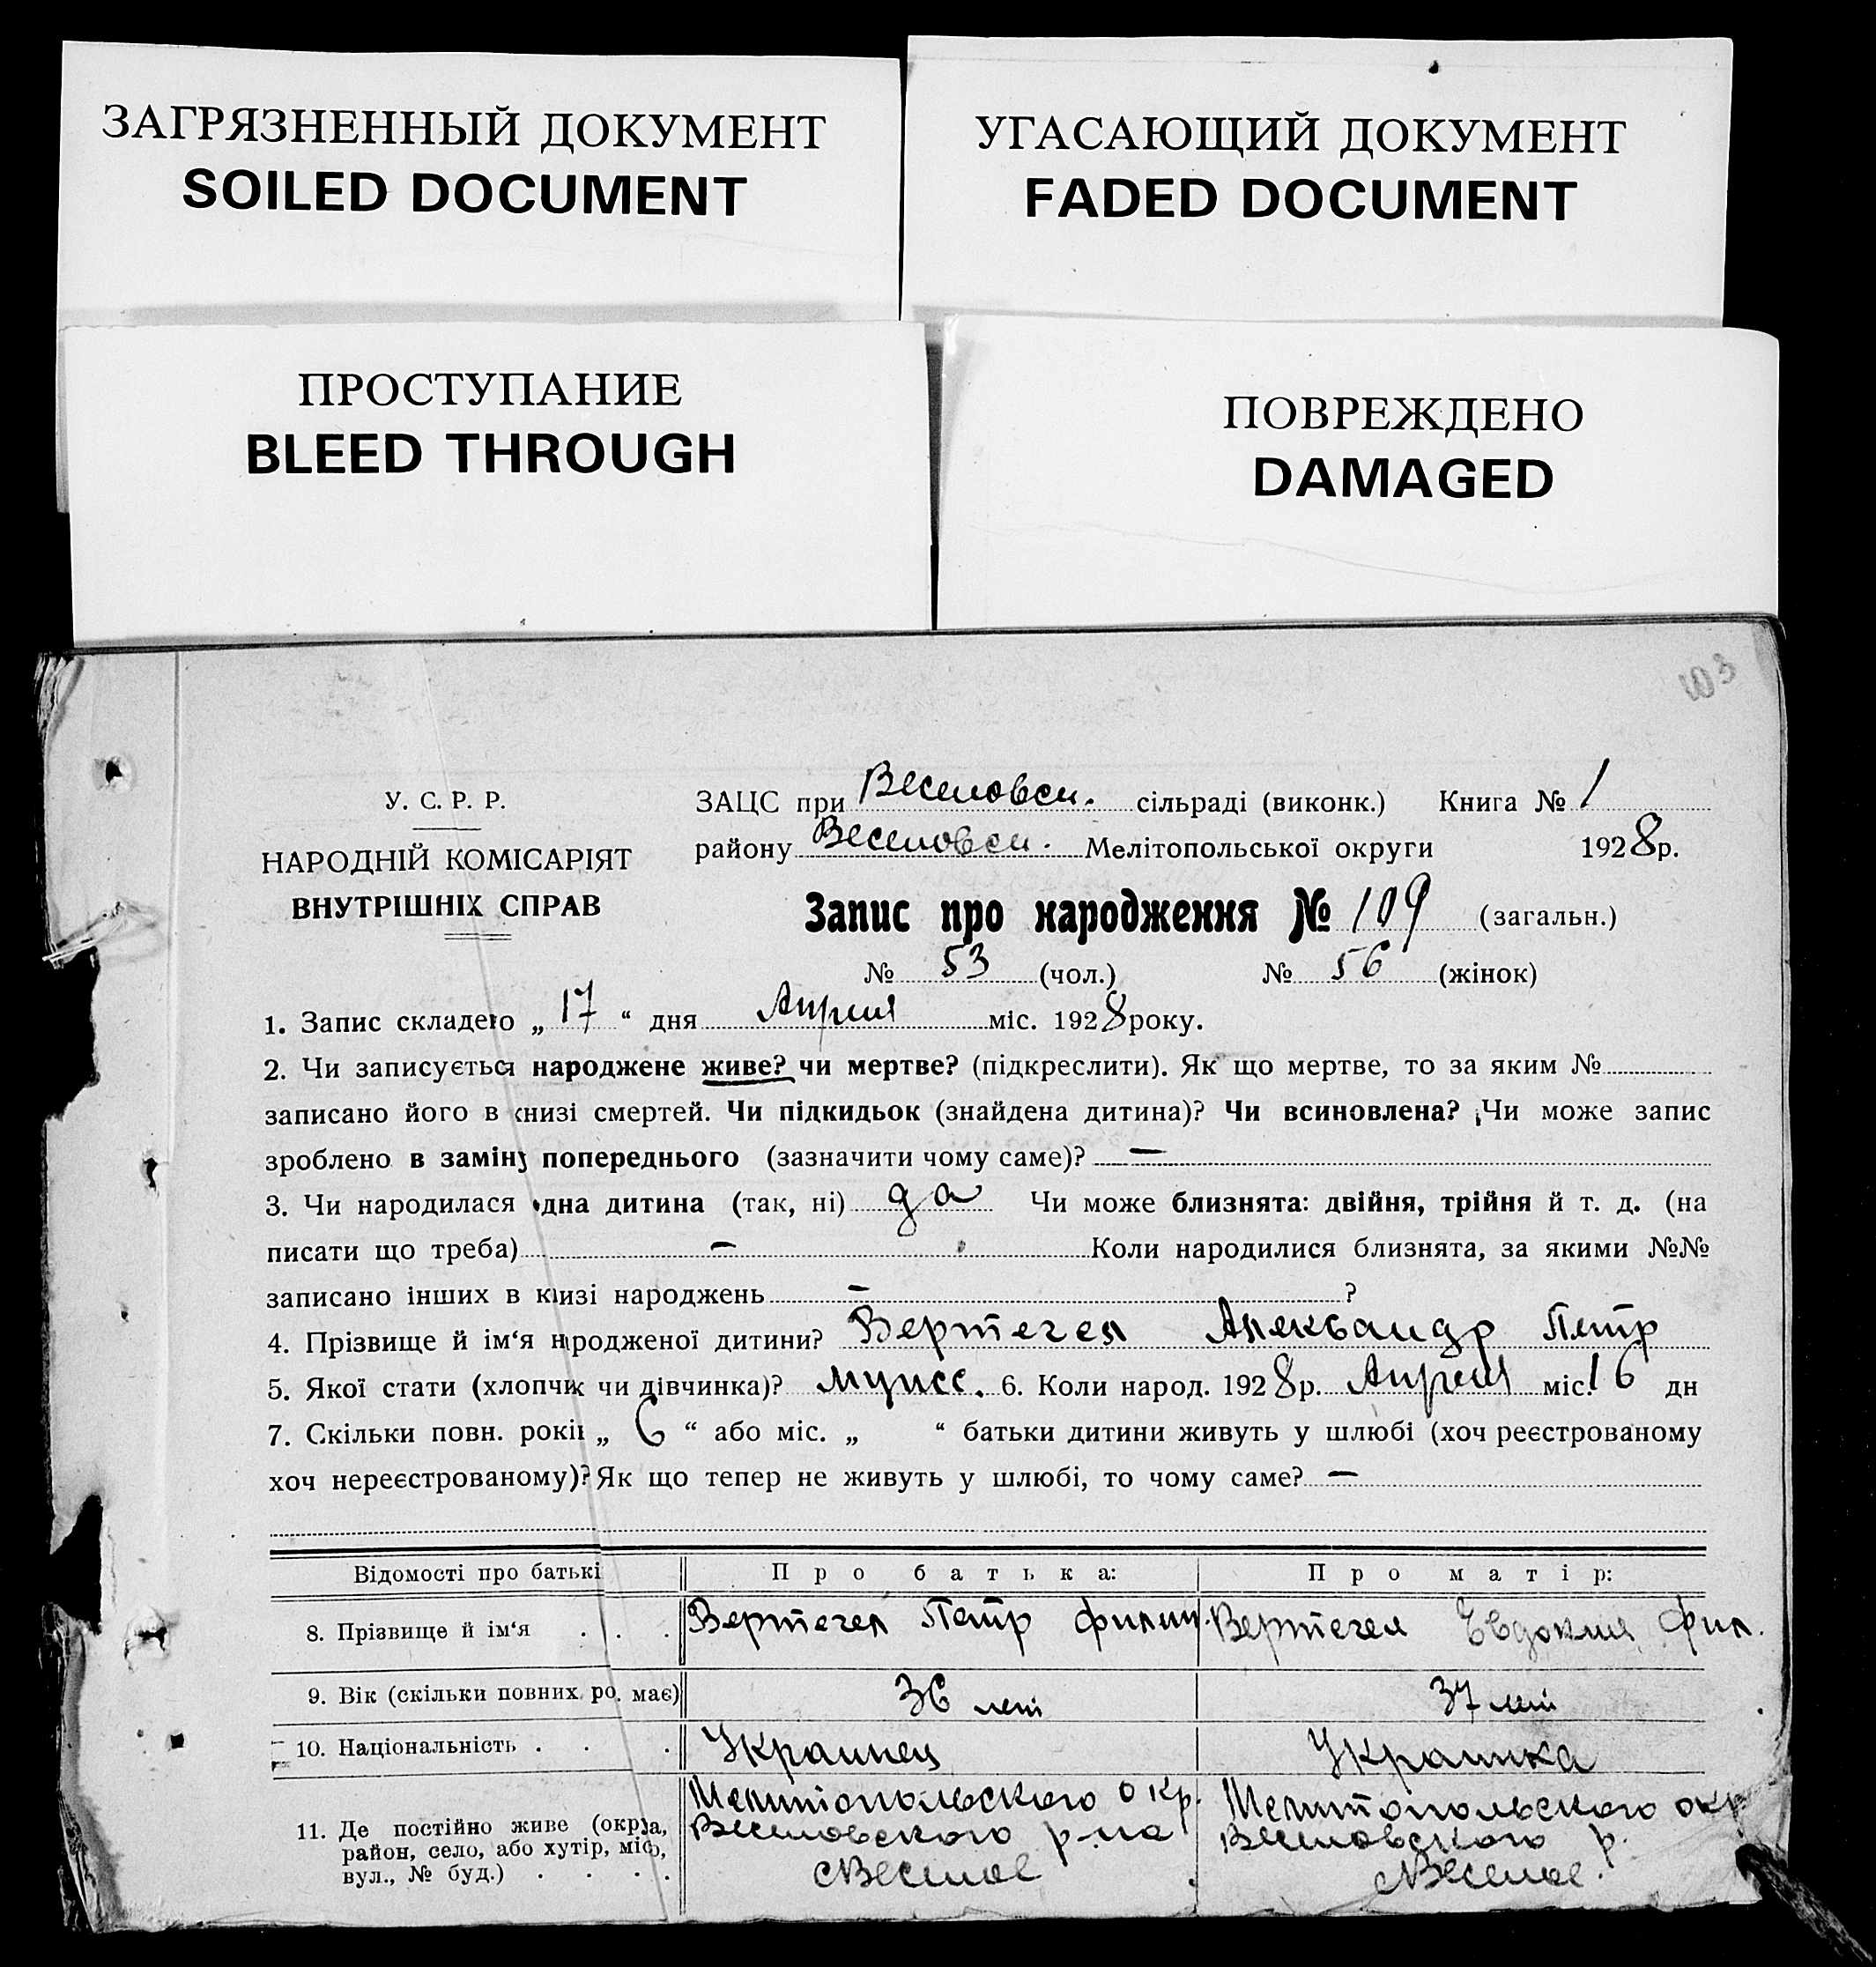 ЗАГРЯЗНЕННЫЙ ДОКУМЕНТ
SOILED DOCUMENT
УГАСАЮЩИЙ ДОКУМЕНТ
FADED DOCUMENT
ПРОСТУПАНИЕ
BLEED THROUGH
ПОВРЕЖДЕНО
DAMAGED
103
У. С. Р. Р.
НАРОДНІЙ КОМІСАРІЯТ
ВНУТРІШНІХ СПРАВ
ЗАЦС при Веселовск. сільраді (виконк.) Книга № 1
району Веселовск. Мелітопольської округи 1928 р.
Запис про народження № 109 (загальн.)
№ 53 (чол.) № 56 (жінок)
1. Запис складено „ 17 “ дня Апреля міс. 1928 року.
2. Чи записується народжене живе? чи мертве? (підкреслити). Як що мертве, то за яким №
записано його в книзі смертей. Чи підкидьок (знайдена дитина)? Чи всиновлена? Чи може запис
зроблено в заміну попереднього (зазначити чому саме)? —
3. Чи народилася одна дитина (так, ні) да Чи може близнята: двійня, трійня й т. д. (на
писати що треба) — Коли народилися близнята, за якими №№
записано інших в книзі народжень — ?
4. Прізвище й ім‘я народженої дитини? Вертегел Александр Петр
5. Якої стати (хлопчик чи дівчинка)? мужск. 6. Коли народ. 1928 р. Апреля міс. 16 дн
7. Скільки повн. років „ 6 “ або міс. „ “ батьки дитини живуть у шлюбі (хоч реєстрованому
хоч нереєстрованому)? Як що тепер не живуть у шлюбі, то чому саме? —
Відомості про батькі Про батька: Про матір:
8. Прізвище й ім‘я . . . Вертегел Петр Филип. Вертегел Евдокия Фил.
9. Вік (скільки повних ро. має) 36 лет 37 лет
10. Національність . . . Украинец Украинка
11. Де постійно живе (округа, район, село, або хутір, місто, вул., № буд.) . . . .
Мелитопольского окр.
Веселовского р-на
с Веселое
Мелитопольского окр
Веселовского р.
с Веселое.